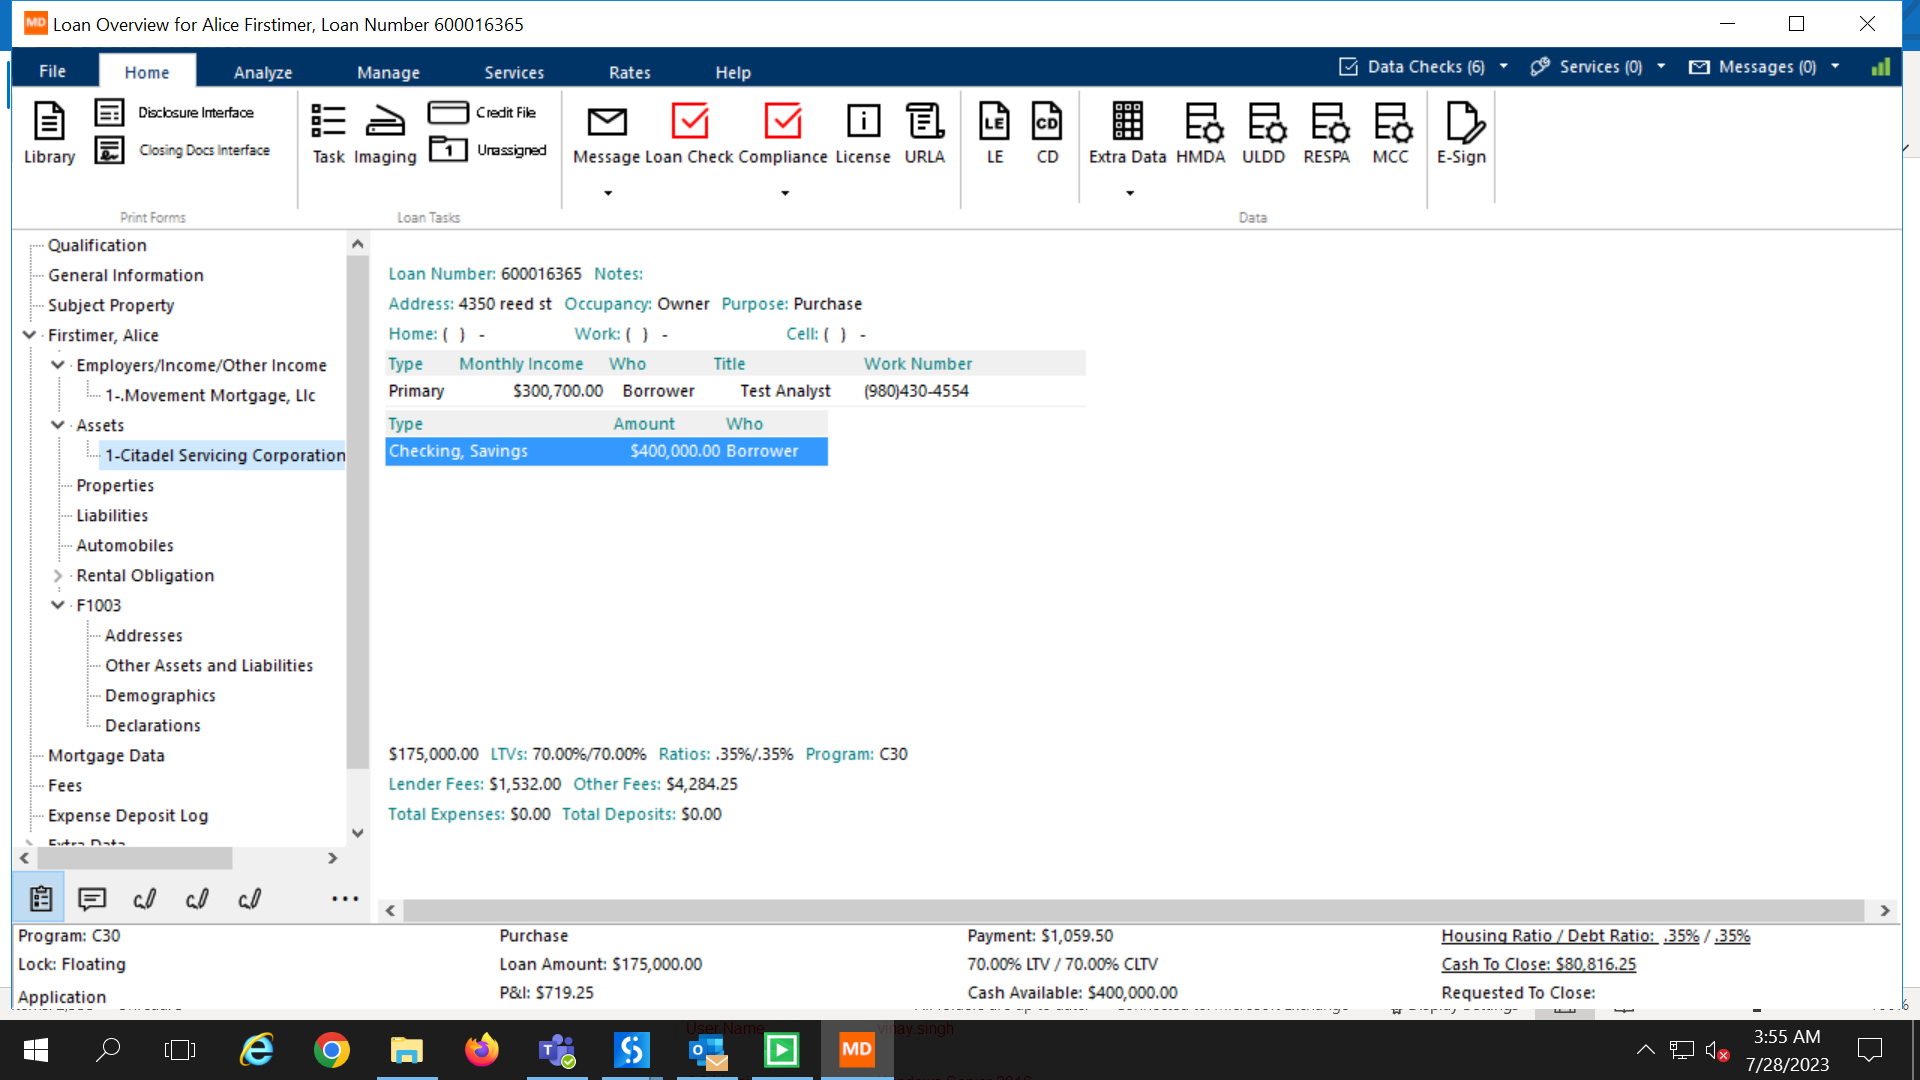 MD Loan Overview for Alice Firstimer, Loan Number 600016365
File Home Analyze Manage Services Rates Help Data Checks (6) Services (0) Messages (0)
Library Disclosure Interface Closing Docs Interface
Print Forms
Task Imaging Credit File 1 Unassigned
Loan Tasks
Message Loan Check Compliance License URLA
LE LE CD CD
Extra Data HMDA ULDD RESPA MCC
Data
E-Sign
Qualification
General Information
Subject Property
Firstimer, Alice
Employers/Income/Other Income
1-.Movement Mortgage, Llc
Assets
1-Citadel Servicing Corporation
Properties
Liabilities
Automobiles
Rental Obligation
F1003
Addresses
Other Assets and Liabilities
Demographics
Declarations
Mortgage Data
Fees
Expense Deposit Log
Extra Data
Loan Number: 600016365 Notes:
Address: 4350 reed st Occupancy: Owner Purpose: Purchase
Home: ( ) - Work: ( ) - Cell: ( ) -
Type Monthly Income Who Title Work Number
Primary $300,700.00 Borrower Test Analyst (980)430-4554
Type Amount Who
Checking, Savings $400,000.00 Borrower
$175,000.00 LTVs: 70.00%/70.00% Ratios: .35%/.35% Program: C30
Lender Fees: $1,532.00 Other Fees: $4,284.25
Total Expenses: $0.00 Total Deposits: $0.00
Program: C30 Purchase Payment: $1,059.50 Housing Ratio / Debt Ratio: .35% / .35%
Lock: Floating Loan Amount: $175,000.00 70.00% LTV / 70.00% CLTV Cash To Close: $80,816.25
Application P&I: $719.25 Cash Available: $400,000.00 Requested To Close:
User Name: vinay.singh
MD
3:55 AM
7/28/2023